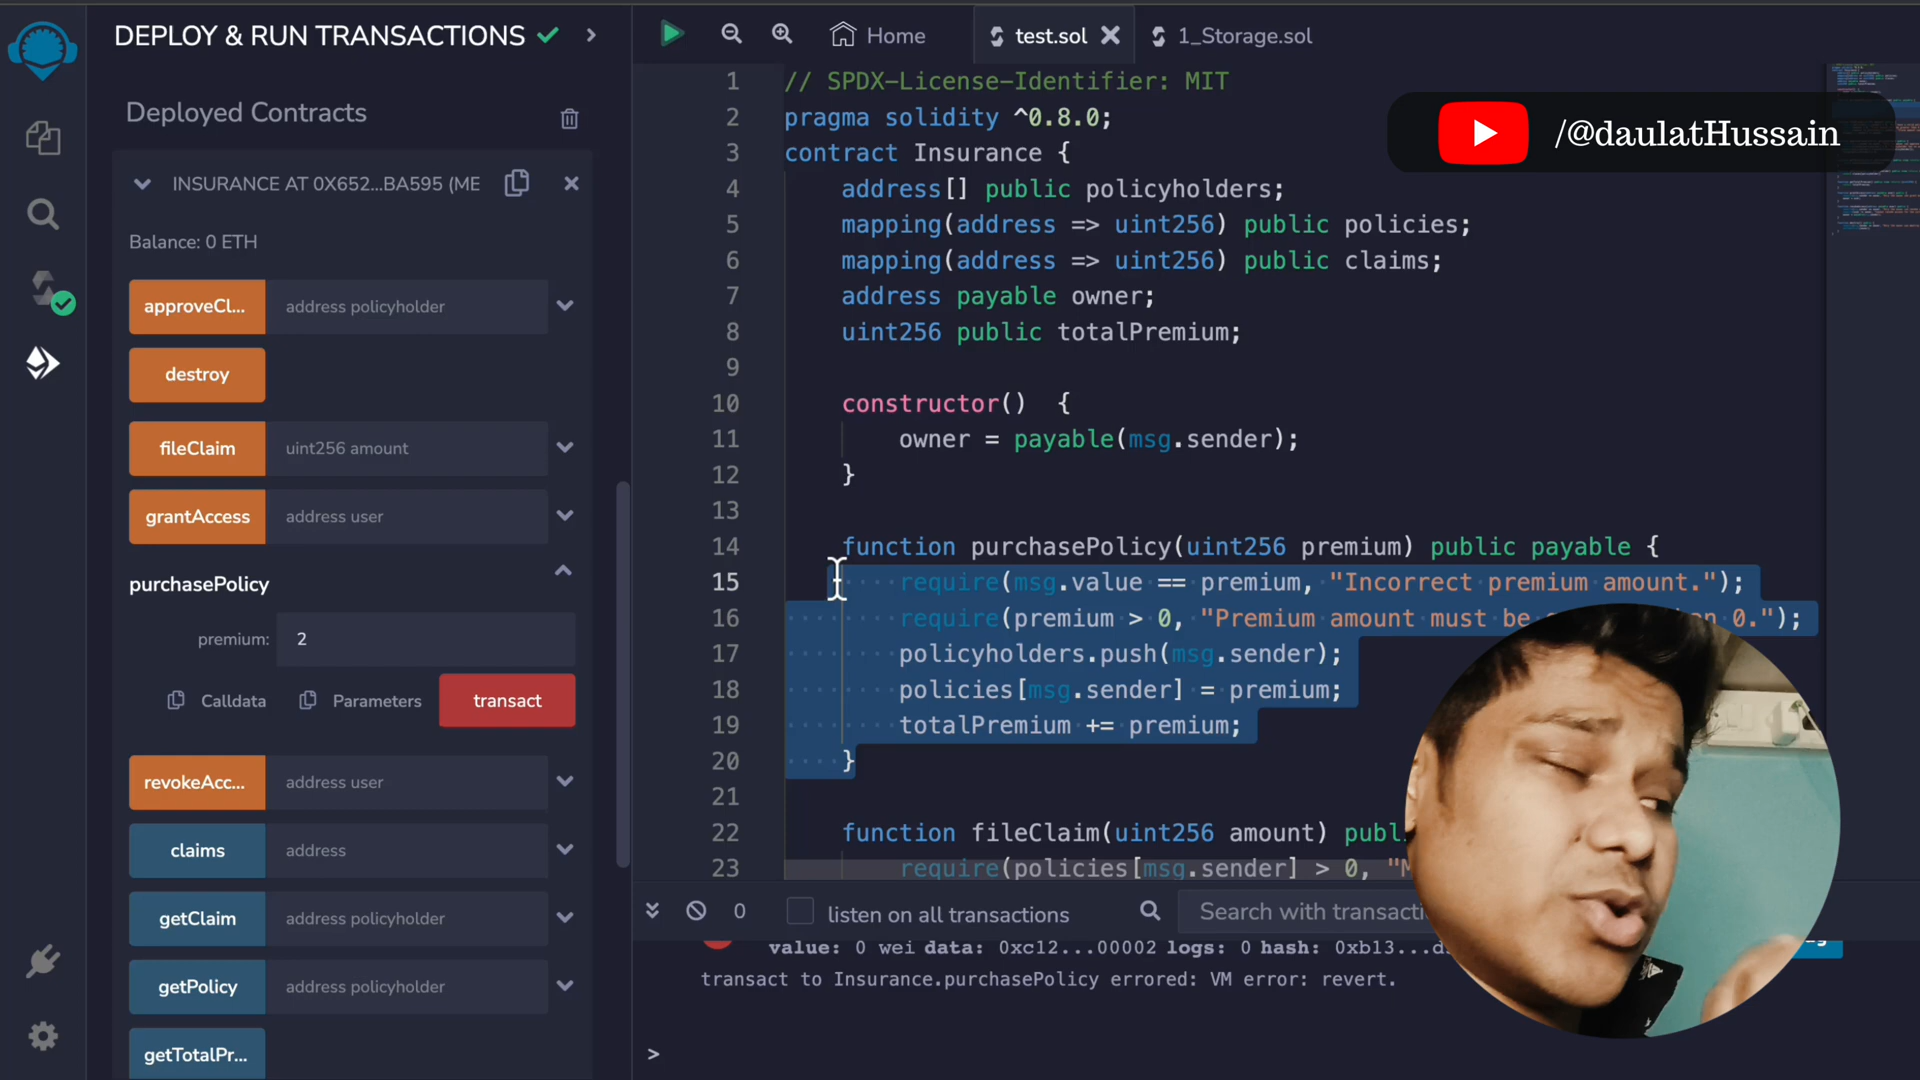 DEPLOY & RUN TRANSACTIONS
Deployed Contracts
INSURANCE AT 0X652...BA595 (ME
Balance: 0 ETH
approveCl... address policyholder
destroy
fileClaim uint256 amount
grantAccess address user
purchasePolicy
premium: 2
Calldata Parameters transact
revokeAcc... address user
claims address
getClaim address policyholder
getPolicy address policyholder
getTotalPr...
Home test.sol 1_Storage.sol
/@daulatHussain
1 // SPDX-License-Identifier: MIT
2 pragma solidity ^0.8.0;
3 contract Insurance {
4 address[] public policyholders;
5 mapping(address => uint256) public policies;
6 mapping(address => uint256) public claims;
7 address payable owner;
8 uint256 public totalPremium;
9
10 constructor() {
11 owner = payable(msg.sender);
12 }
13
14 function purchasePolicy(uint256 premium) public payable {
15 require(msg.value == premium, "Incorrect premium amount.");
16 require(premium > 0, "Premium amount must be 0.");
17 policyholders.push(msg.sender);
18 policies[msg.sender] = premium;
19 totalPremium += premium;
20 }
21
22 function fileClaim(uint256 amount) publ
23 require(policies[msg.sender] > 0, "M
0 listen on all transactions Search with transacti
value: 0 wei data: 0xc12...00002 logs: 0 hash: 0xb13...d
transact to Insurance.purchasePolicy errored: VM error: revert.
>